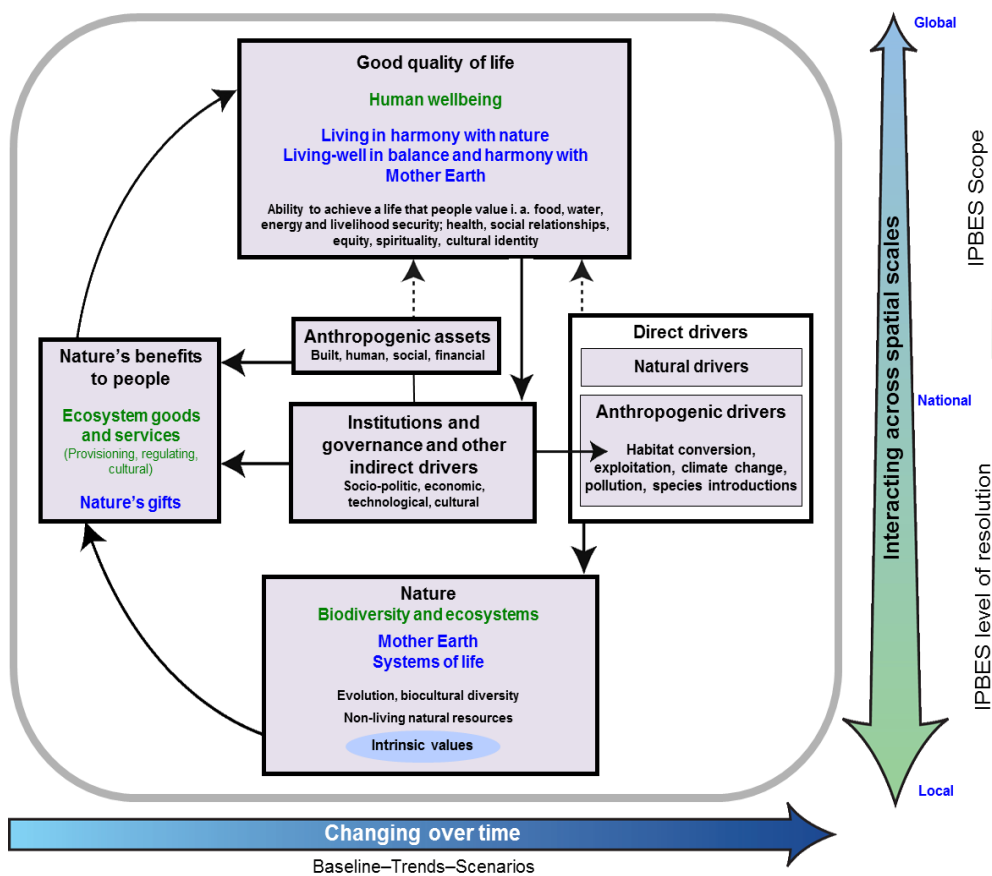 Global
Good quality of life
Human wellbeing
Living in harmony with nature
Living-well in balance and harmony with
Mother Earth
Ability to achieve a life that people value i. a. food, water,
energy and livelihood security; health, social relationships,
equity, spirituality, cultural identity
IPBES Scope
Interacting across spatial scales
Anthropogenic assets
Built, human, social, financial
Direct drivers
Natural drivers
Anthropogenic drivers
Habitat conversion,
exploitation, climate change,
pollution, species introductions
National
Nature's benefits
to people
Ecosystem goods
and services
(Provisioning, regulating,
cultural)
Nature's gifts
Institutions and
governance and other
indirect drivers
Socio-politic, economic,
technological, cultural
IPBES level of resolution
Nature
Biodiversity and ecosystems
Mother Earth
Systems of life
Evolution, biocultural diversity
Non-living natural resources
Intrinsic values
Local
Changing over time
Baseline–Trends–Scenarios